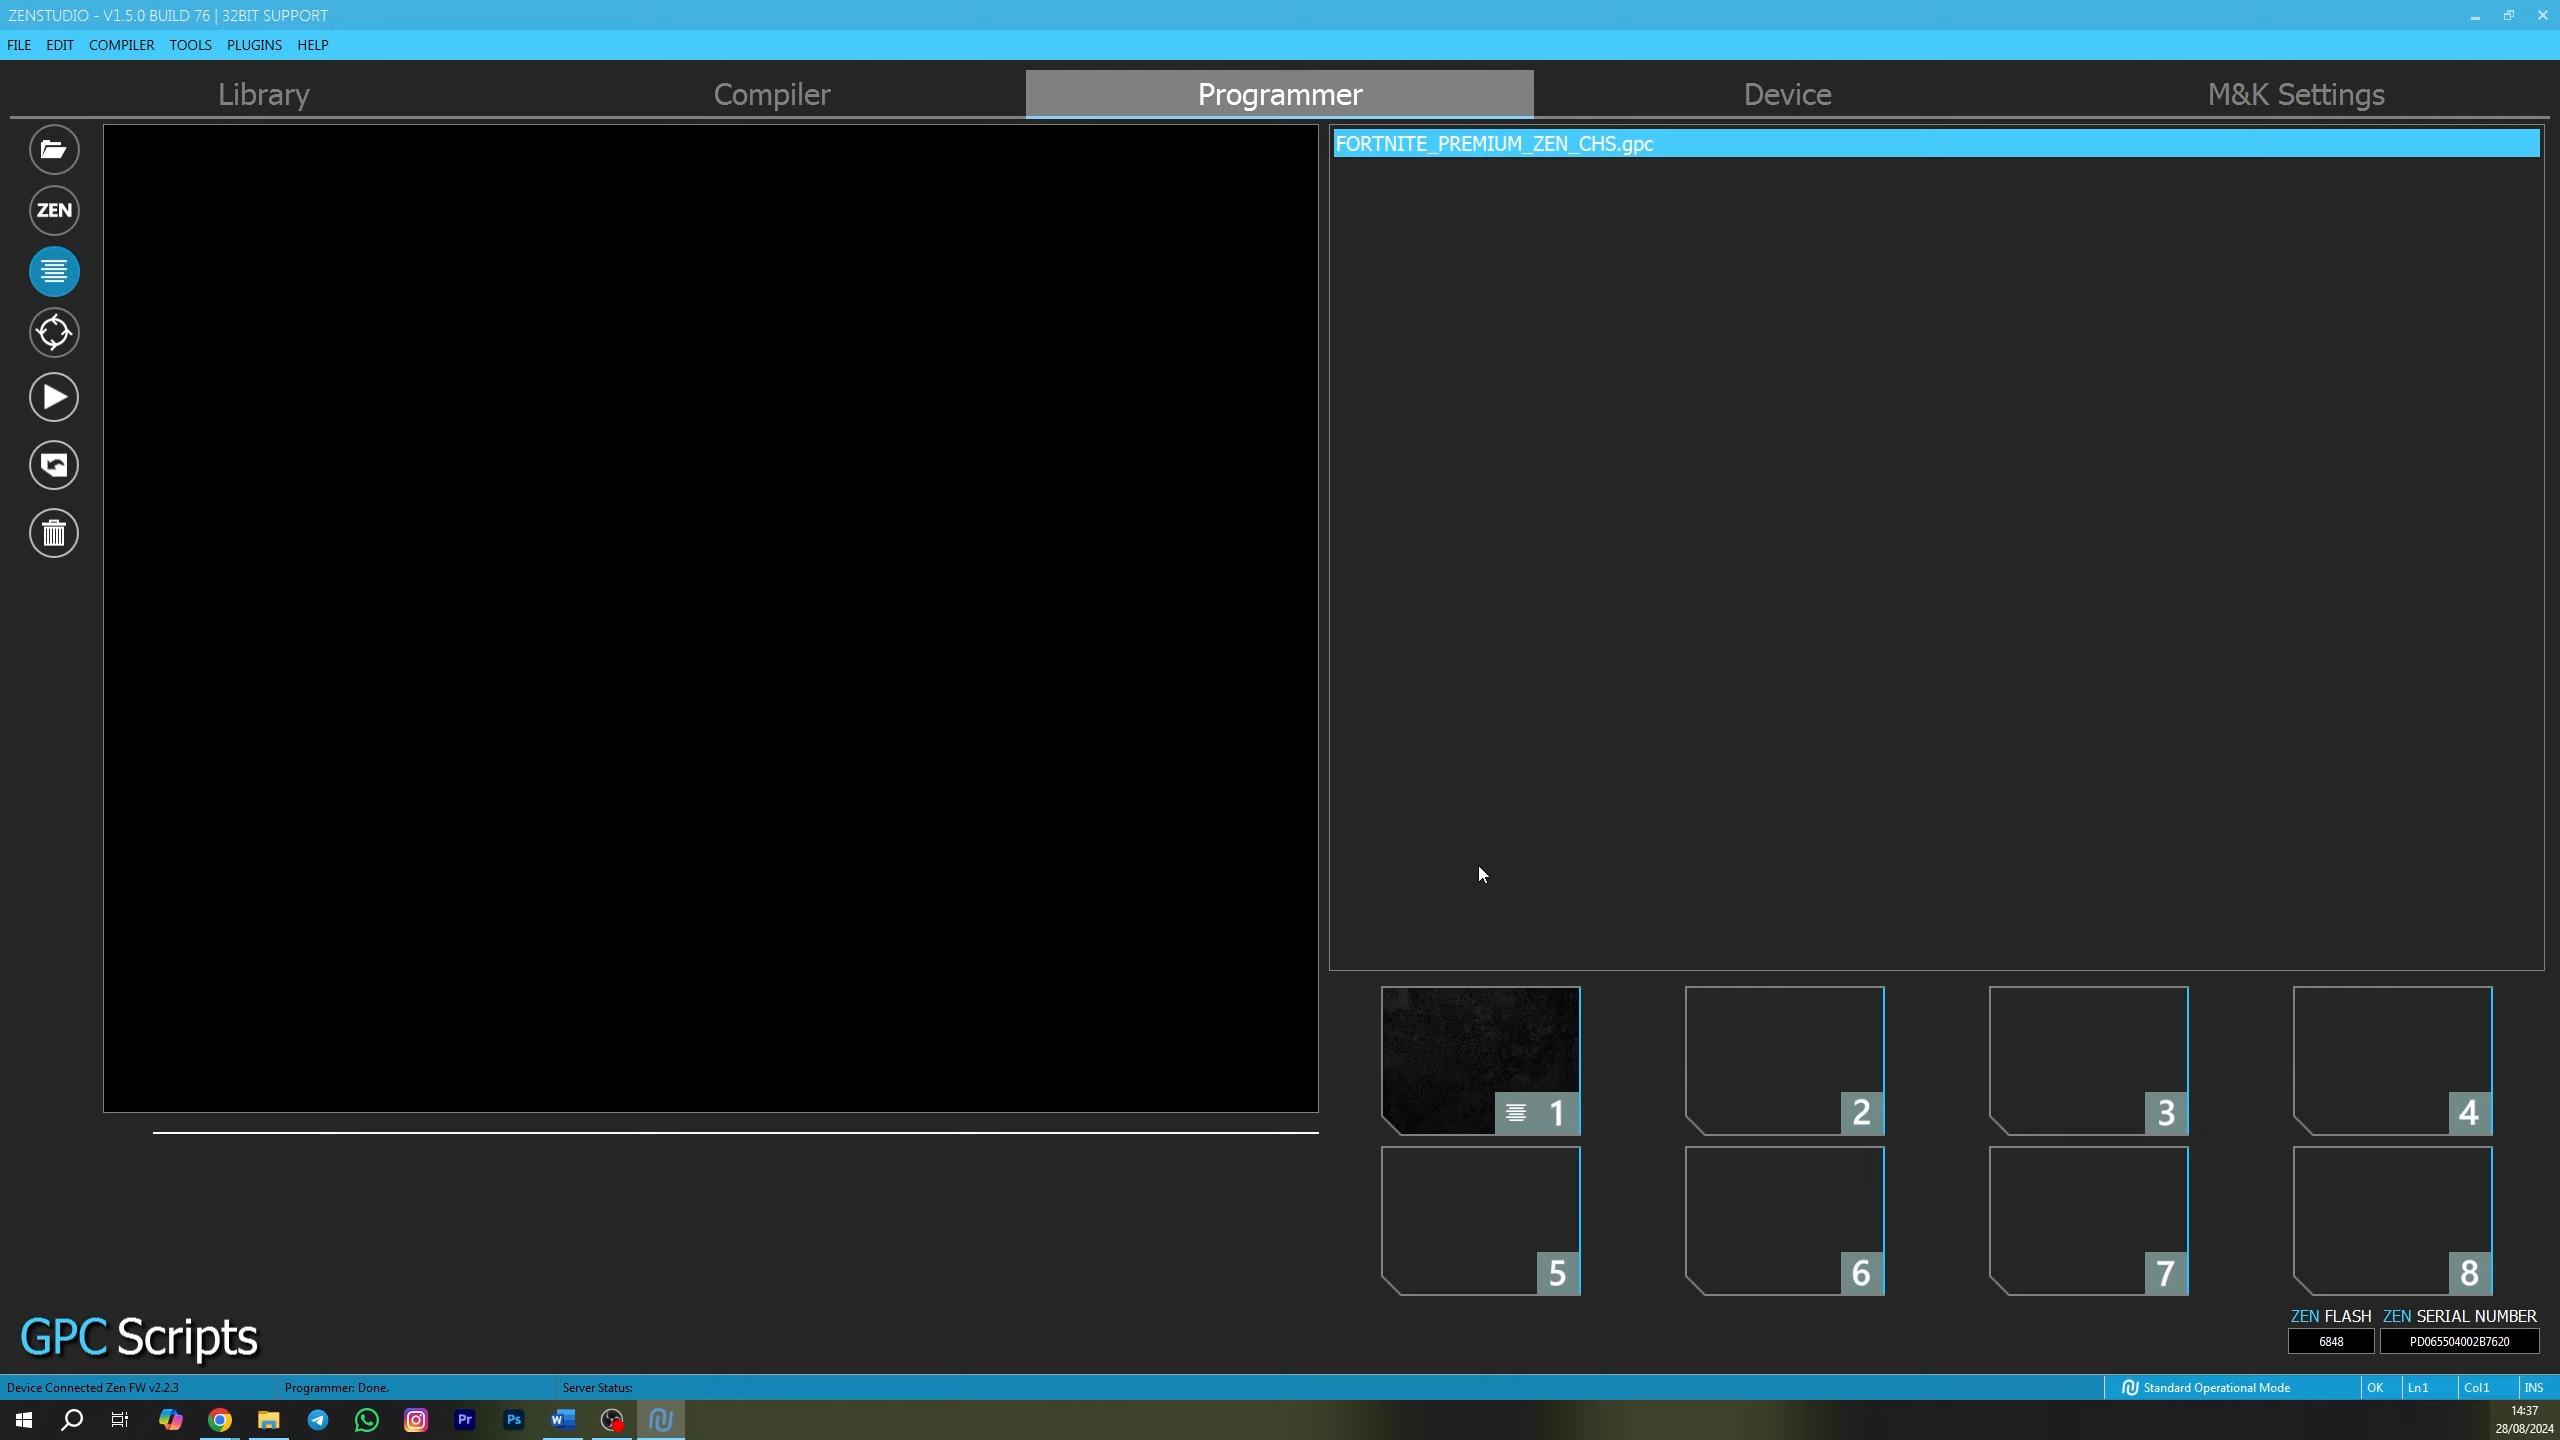 ZENSTUDIO - V1.5.0 BUILD 76 | 32BIT SUPPORT
FILE EDIT COMPILER TOOLS PLUGINS HELP
Library Compiler Programmer Device M&K Settings
FORTNITE_PREMIUM_ZEN_CHS.gpc
ZEN
1 2 3 4
5 6 7 8
ZEN FLASH ZEN SERIAL NUMBER
6848 PD065504002B7620
GPC Scripts
Device Connected Zen FW v2.2.3 Programmer: Done. Server Status: Standard Operational Mode OK Ln1 Col1 INS
Pr Ps W
14:37
28/08/2024